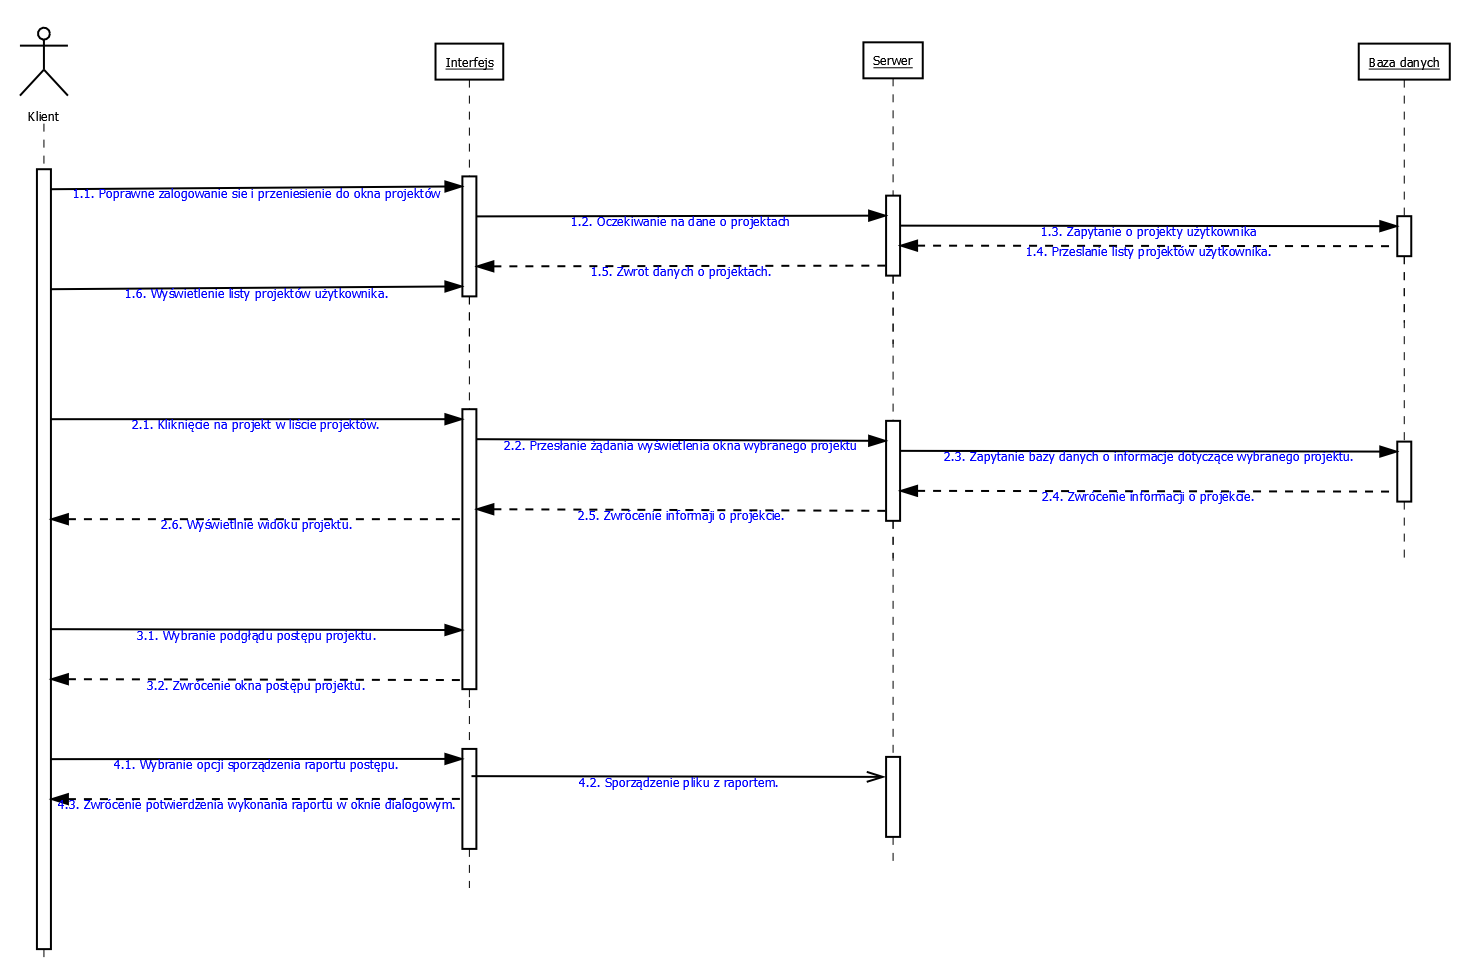 Klient
Interfejs
Serwer
Baza danych
1.1. Poprawne zalogowanie sie i przeniesienie do okna projektów
1.2. Oczekiwanie na dane o projektach
1.3. Zapytanie o projekty użytkownika
1.4. Przeslanie listy projektów użytkownika.
1.5. Zwrot danych o projektach.
1.6. Wyświetlenie listy projektów użytkownika.
2.1. Kliknięcie na projekt w liście projektów.
2.2. Przesłanie żądania wyświetlenia okna wybranego projektu
2.3. Zapytanie bazy danych o informacje dotyczące wybranego projektu.
2.4. Zwrócenie informacji o projekcie.
2.5. Zwrócenie informaji o projekcie.
2.6. Wyświetlnie widoku projektu.
3.1. Wybranie podgłądu postępu projektu.
3.2. Zwrócenie okna postępu projektu.
4.1. Wybranie opcji sporządzenia raportu postępu.
4.2. Sporządzenie pliku z raportem.
4.3. Zwrócenie potwierdzenia wykonania raportu w oknie dialogowym.